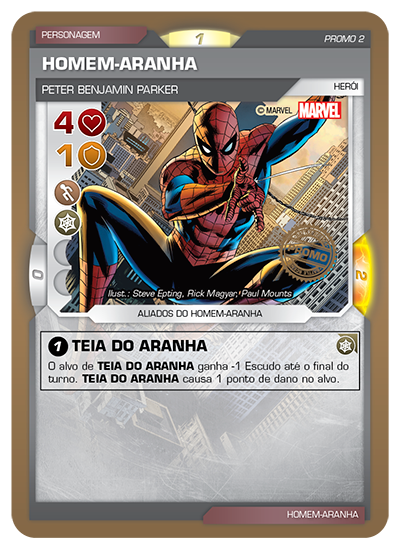 PERSONAGEM
1
PROMO 2
HOMEM-ARANHA
PETER BENJAMIN PARKER
HERÓI
4
© MARVEL MARVEL
1
PROMO
0
2
Ilust.: Steve Epting, Rick Magyar, Paul Mounts
ALIADOS DO HOMEM-ARANHA
1 TEIA DO ARANHA
O alvo de TEIA DO ARANHA ganha -1 Escudo até o final do
turno. TEIA DO ARANHA causa 1 ponto de dano no alvo.
HOMEM-ARANHA